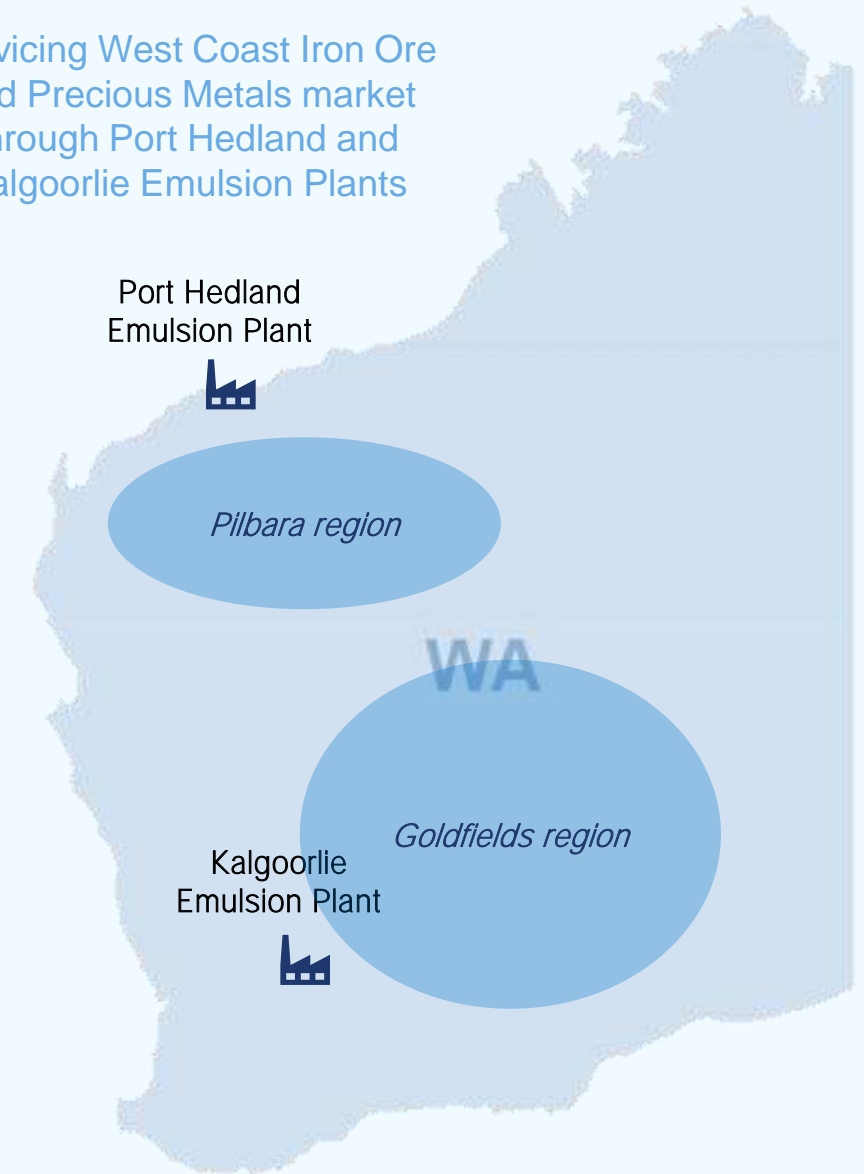 vicing West Coast Iron Ore
d Precious Metals market
hrough Port Hedland and
algoorlie Emulsion Plants
Port Hedland
Emulsion Plant
Pilbara region
WA
Goldfields region
Kalgoorlie
Emulsion Plant